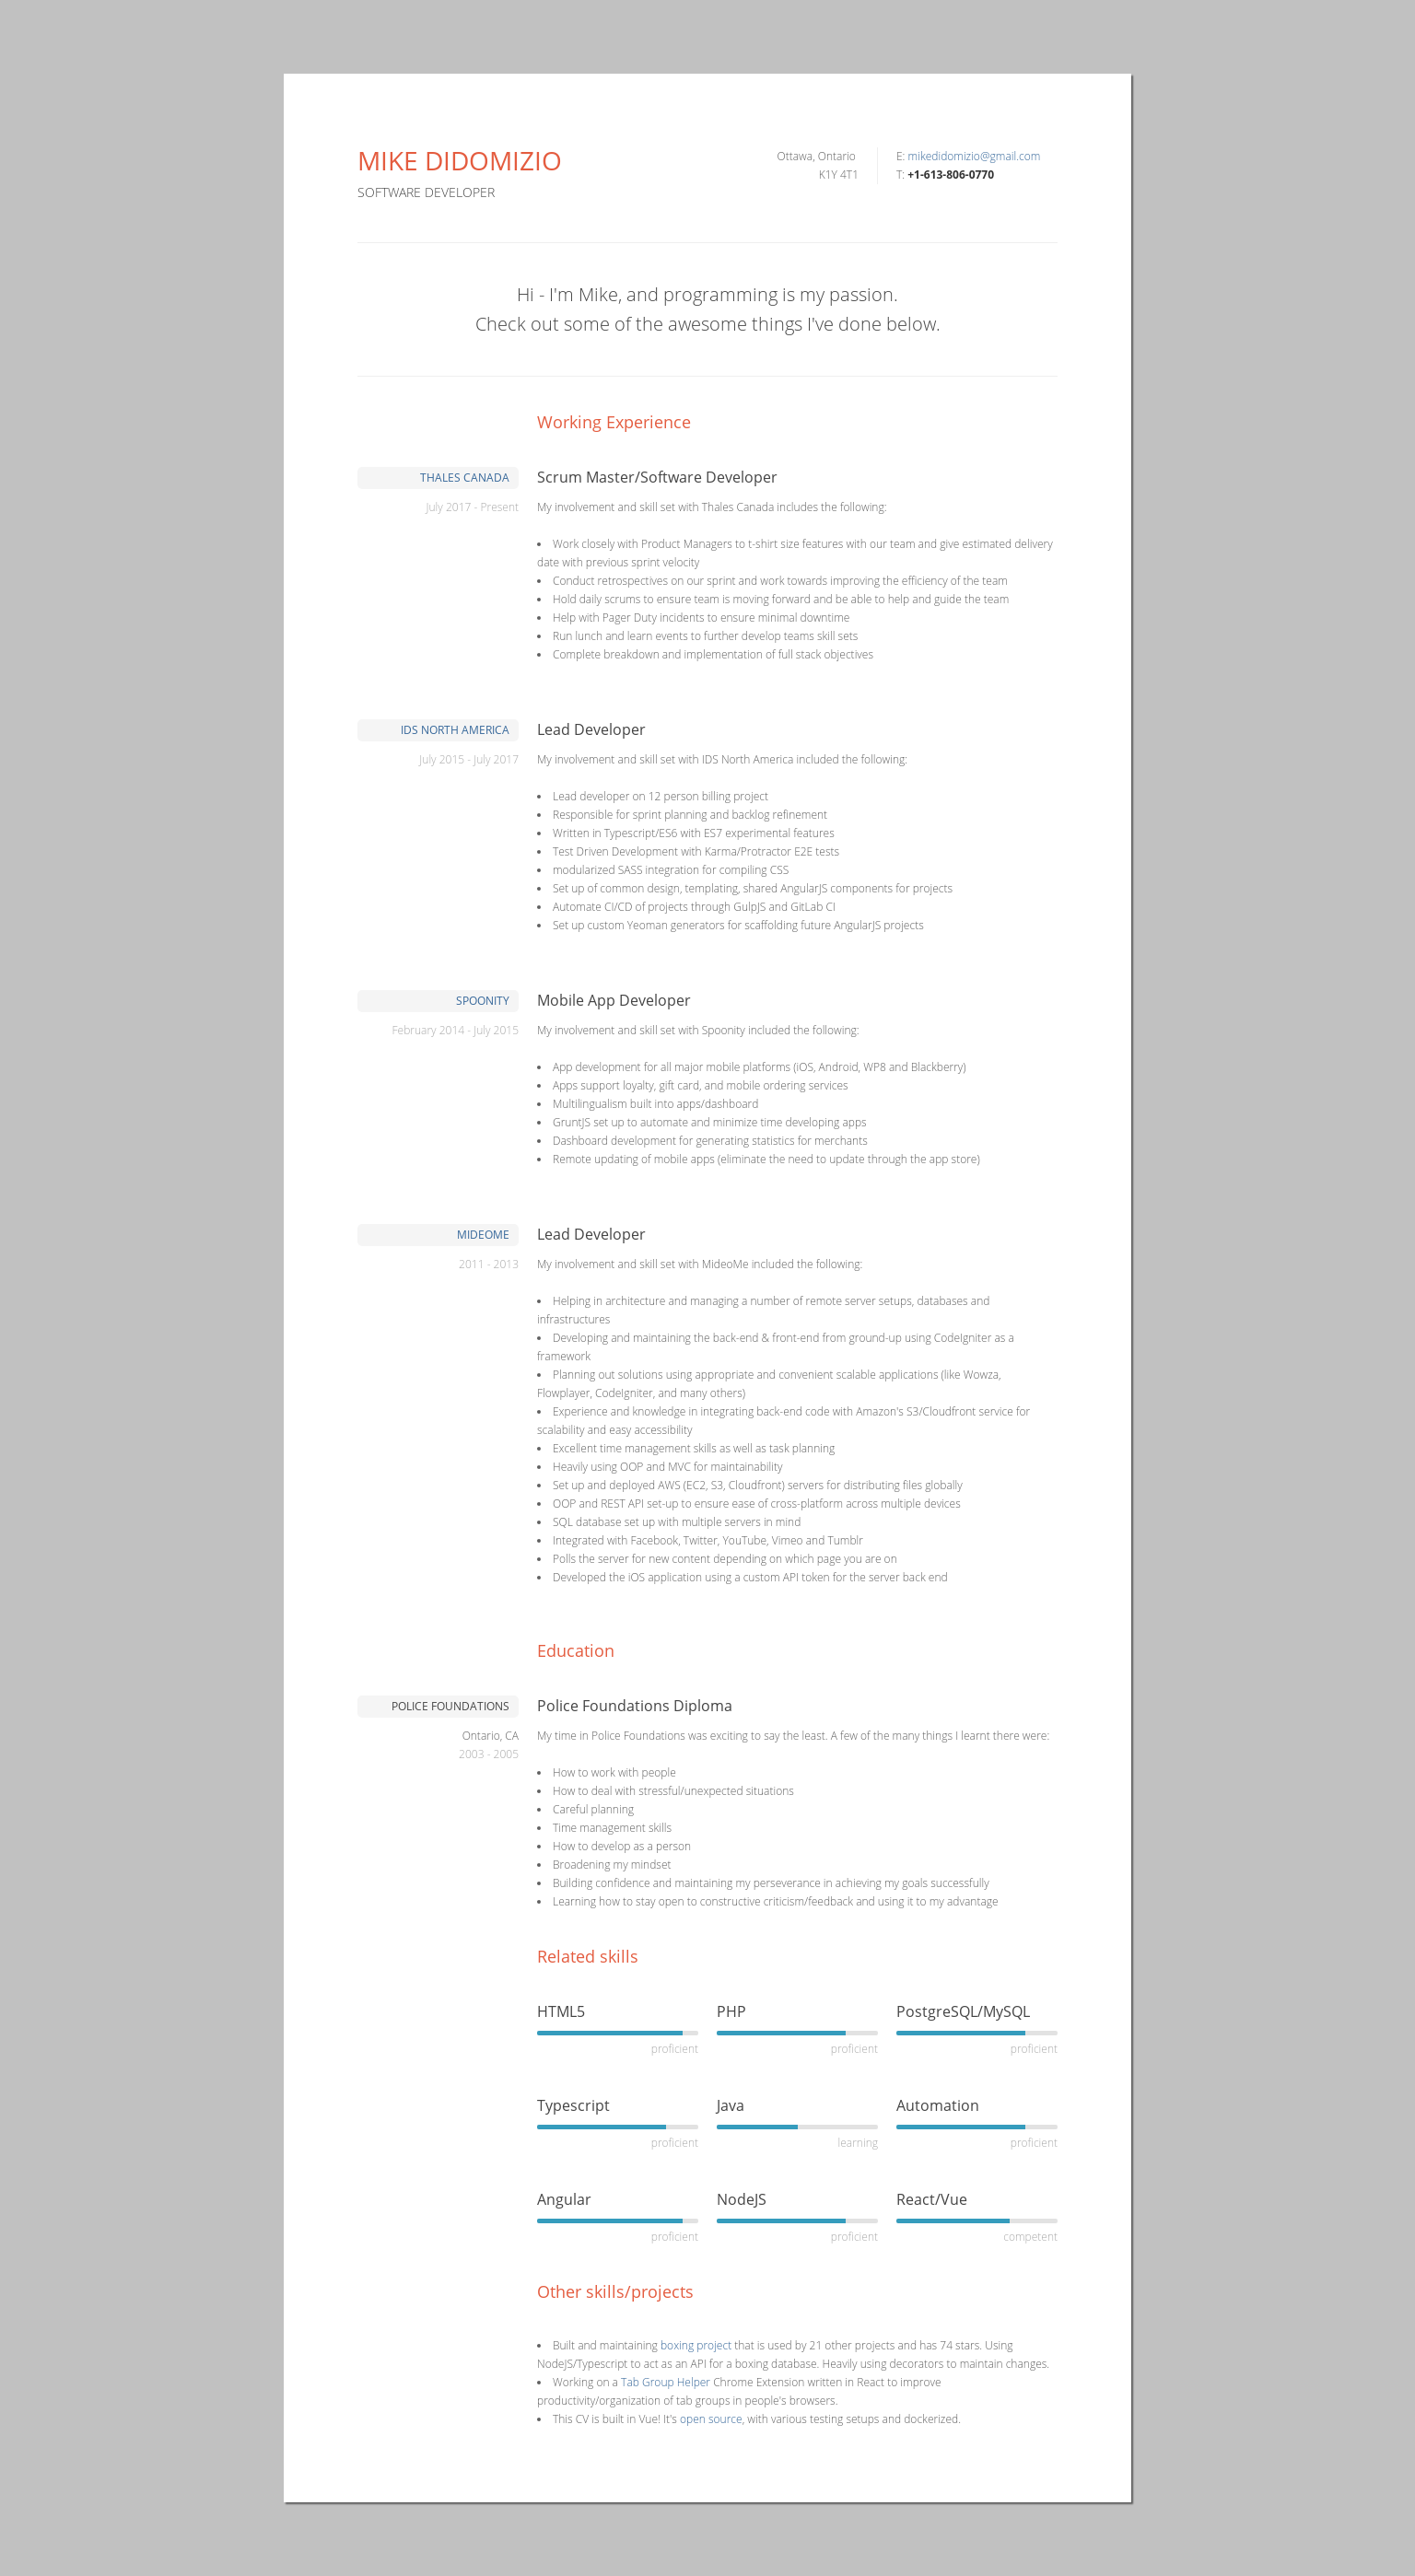 MIKE DIDOMIZIO
SOFTWARE DEVELOPER
Ottawa, Ontario
K1Y 4T1
E: mikedidomizio@gmail.com
T: +1-613-806-0770
Hi - I'm Mike, and programming is my passion.
Check out some of the awesome things I've done below.
Working Experience
THALES CANADA
July 2017 - Present
Scrum Master/Software Developer
My involvement and skill set with Thales Canada includes the following:
• Work closely with Product Managers to t-shirt size features with our team and give estimated delivery
date with previous sprint velocity
• Conduct retrospectives on our sprint and work towards improving the efficiency of the team
• Hold daily scrums to ensure team is moving forward and be able to help and guide the team
• Help with Pager Duty incidents to ensure minimal downtime
• Run lunch and learn events to further develop teams skill sets
• Complete breakdown and implementation of full stack objectives
IDS NORTH AMERICA
July 2015 - July 2017
Lead Developer
My involvement and skill set with IDS North America included the following:
• Lead developer on 12 person billing project
• Responsible for sprint planning and backlog refinement
• Written in Typescript/ES6 with ES7 experimental features
• Test Driven Development with Karma/Protractor E2E tests
• modularized SASS integration for compiling CSS
• Set up of common design, templating, shared AngularJS components for projects
• Automate CI/CD of projects through GulpJS and GitLab CI
• Set up custom Yeoman generators for scaffolding future AngularJS projects
SPOONITY
February 2014 - July 2015
Mobile App Developer
My involvement and skill set with Spoonity included the following:
• App development for all major mobile platforms (iOS, Android, WP8 and Blackberry)
• Apps support loyalty, gift card, and mobile ordering services
• Multilingualism built into apps/dashboard
• GruntJS set up to automate and minimize time developing apps
• Dashboard development for generating statistics for merchants
• Remote updating of mobile apps (eliminate the need to update through the app store)
MIDEOME
2011 - 2013
Lead Developer
My involvement and skill set with MideoMe included the following:
• Helping in architecture and managing a number of remote server setups, databases and
infrastructures
• Developing and maintaining the back-end & front-end from ground-up using CodeIgniter as a
framework
• Planning out solutions using appropriate and convenient scalable applications (like Wowza,
Flowplayer, CodeIgniter, and many others)
• Experience and knowledge in integrating back-end code with Amazon's S3/Cloudfront service for
scalability and easy accessibility
• Excellent time management skills as well as task planning
• Heavily using OOP and MVC for maintainability
• Set up and deployed AWS (EC2, S3, Cloudfront) servers for distributing files globally
• OOP and REST API set-up to ensure ease of cross-platform across multiple devices
• SQL database set up with multiple servers in mind
• Integrated with Facebook, Twitter, YouTube, Vimeo and Tumblr
• Polls the server for new content depending on which page you are on
• Developed the iOS application using a custom API token for the server back end
Education
POLICE FOUNDATIONS
Ontario, CA
2003 - 2005
Police Foundations Diploma
My time in Police Foundations was exciting to say the least. A few of the many things I learnt there were:
• How to work with people
• How to deal with stressful/unexpected situations
• Careful planning
• Time management skills
• How to develop as a person
• Broadening my mindset
• Building confidence and maintaining my perseverance in achieving my goals successfully
• Learning how to stay open to constructive criticism/feedback and using it to my advantage
Related skills
HTML5
proficient
PHP
proficient
PostgreSQL/MySQL
proficient
Typescript
proficient
Java
learning
Automation
proficient
Angular
proficient
NodeJS
proficient
React/Vue
competent
Other skills/projects
• Built and maintaining boxing project that is used by 21 other projects and has 74 stars. Using
NodeJS/Typescript to act as an API for a boxing database. Heavily using decorators to maintain changes.
• Working on a Tab Group Helper Chrome Extension written in React to improve
productivity/organization of tab groups in people's browsers.
• This CV is built in Vue! It's open source, with various testing setups and dockerized.